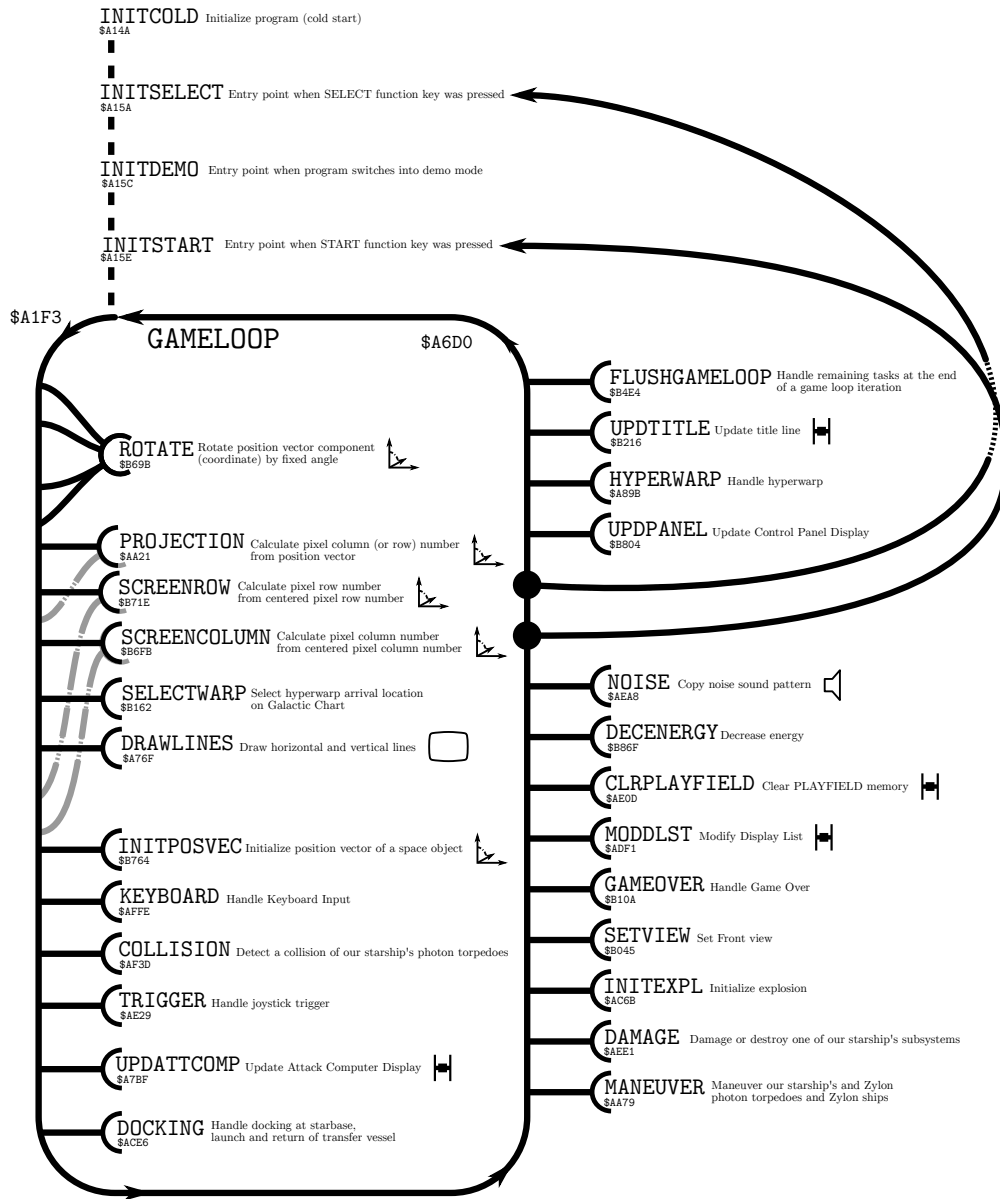 INITCOLD Initialize program (cold start)
$A14A
INITSELECT Entry point when SELECT function key was pressed
$A15A
INITDEMO Entry point when program switches into demo mode
$A15C
INITSTART Entry point when START function key was pressed
$A15E
$A1F3
GAMELOOP
$A6D0
ROTATE Rotate position vector component
(coordinate) by fixed angle
$B69B
PROJECTION Calculate pixel column (or row) number
from position vector
$AA21
SCREENROW Calculate pixel row number
from centered pixel row number
$B71E
SCREENCOLUMN Calculate pixel column number
from centered pixel column number
$B6FB
SELECTWARP Select hyperwarp arrival location
on Galactic Chart
$B162
DRAWLINES Draw horizontal and vertical lines
$A76F
INITPOSVEC Initialize position vector of a space object
$B764
KEYBOARD Handle Keyboard Input
$AFFE
COLLISION Detect a collision of our starship's photon torpedoes
$AF3D
TRIGGER Handle joystick trigger
$AE29
UPDATTCOMP Update Attack Computer Display
$A7BF
DOCKING Handle docking at starbase,
launch and return of transfer vessel
$ACE6
FLUSHGAMELOOP Handle remaining tasks at the end
of a game loop iteration
$B4E4
UPDTITLE Update title line
$B216
HYPERWARP Handle hyperwarp
$A89B
UPDPANEL Update Control Panel Display
$B804
NOISE Copy noise sound pattern
$AEA8
DECENERGY Decrease energy
$B86F
CLRPLAYFIELD Clear PLAYFIELD memory
$AE0D
MODDLST Modify Display List
$ADF1
GAMEOVER Handle Game Over
$B10A
SETVIEW Set Front view
$B045
INITEXPL Initialize explosion
$AC6B
DAMAGE Damage or destroy one of our starship's subsystems
$AEE1
MANEUVER Maneuver our starship's and Zylon
photon torpedoes and Zylon ships
$AA79